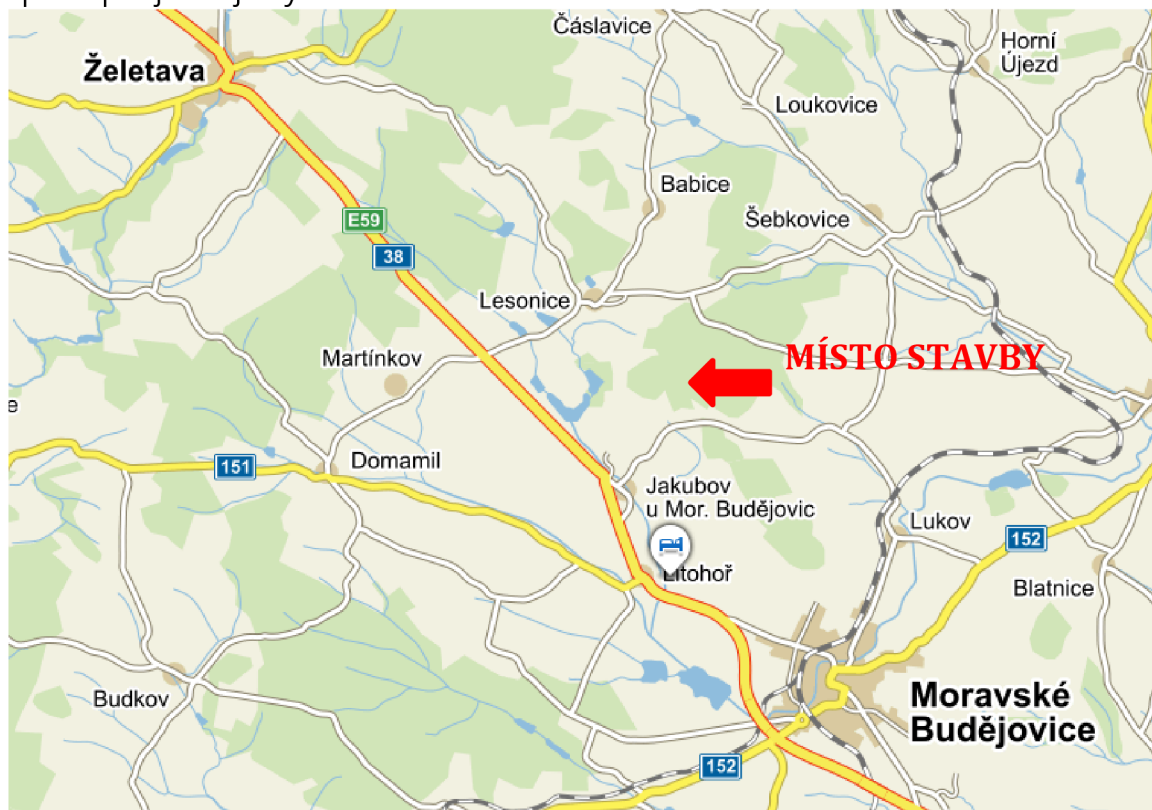 Čáslavice
Horní
Újezd
Želetava
Loukovice
Babice
Šebkovice
E59
38
Lesonice
MÍSTO STAVBY
Martínkov
e
151
Domamil
Jakubov
u Mor. Budějovic
Lukov
152
Litohoř
Blatnice
Budkov
Moravské
Budějovice
152